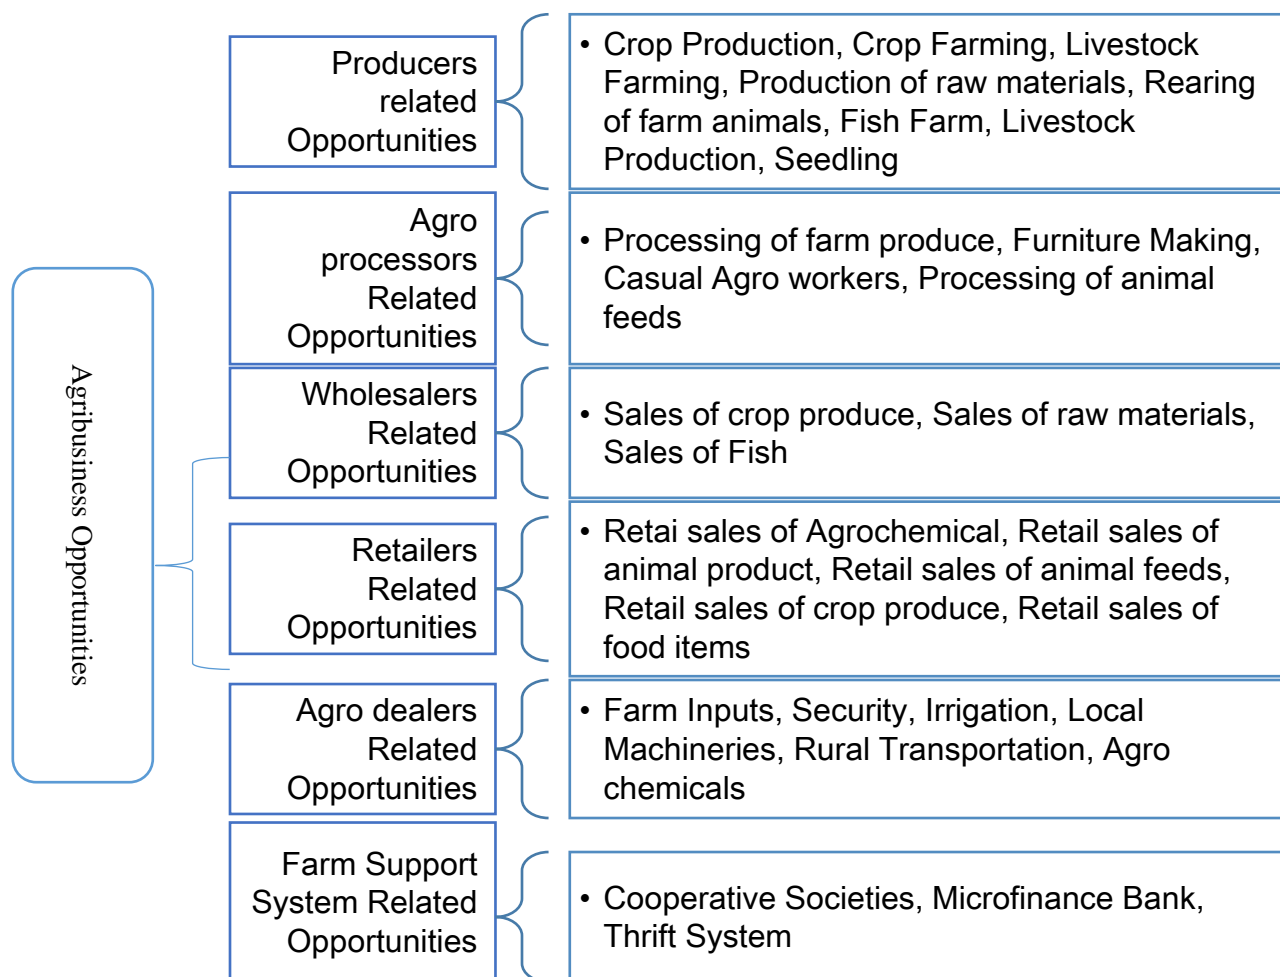 Agribusiness Opportunities
Producers
related
Opportunities
• Crop Production, Crop Farming, Livestock
Farming, Production of raw materials, Rearing
of farm animals, Fish Farm, Livestock
Production, Seedling
Agro
processors
Related
Opportunities
• Processing of farm produce, Furniture Making,
Casual Agro workers, Processing of animal
feeds
Wholesalers
Related
Opportunities
• Sales of crop produce, Sales of raw materials,
Sales of Fish
Retailers
Related
Opportunities
• Retai sales of Agrochemical, Retail sales of
animal product, Retail sales of animal feeds,
Retail sales of crop produce, Retail sales of
food items
Agro dealers
Related
Opportunities
• Farm Inputs, Security, Irrigation, Local
Machineries, Rural Transportation, Agro
chemicals
Farm Support
System Related
Opportunities
• Cooperative Societies, Microfinance Bank,
Thrift System